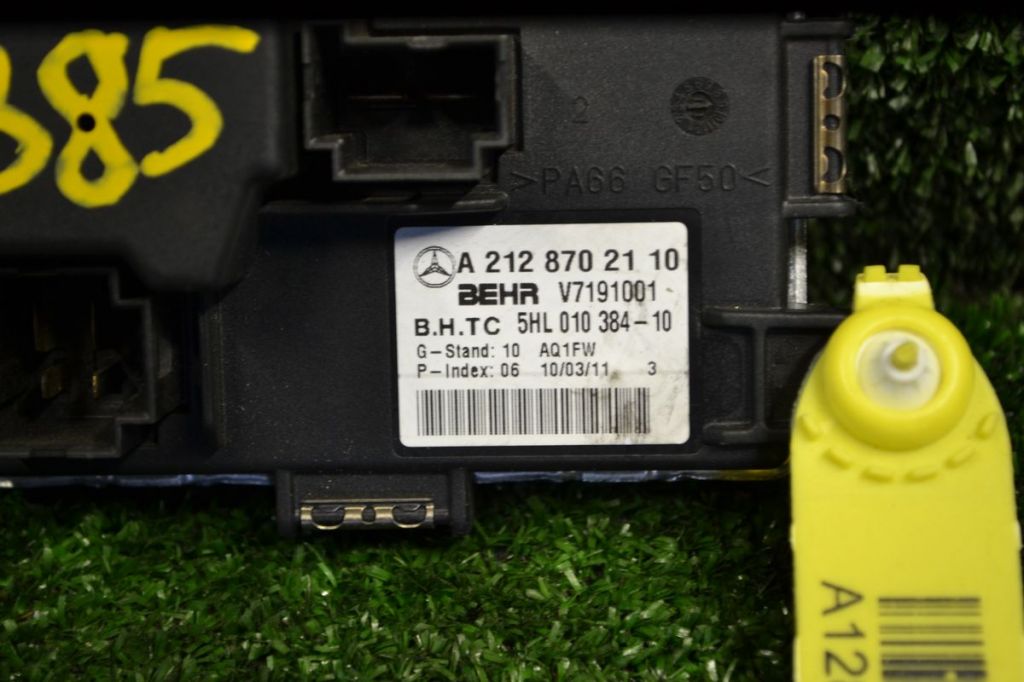 385
2
>PA66 GF50<
A 212 870 21 10
BEHR V7191001
B.H.TC 5HL 010 384-10
G-Stand: 10 AQ1FW
P-Index: 06 10/03/11 3
A12